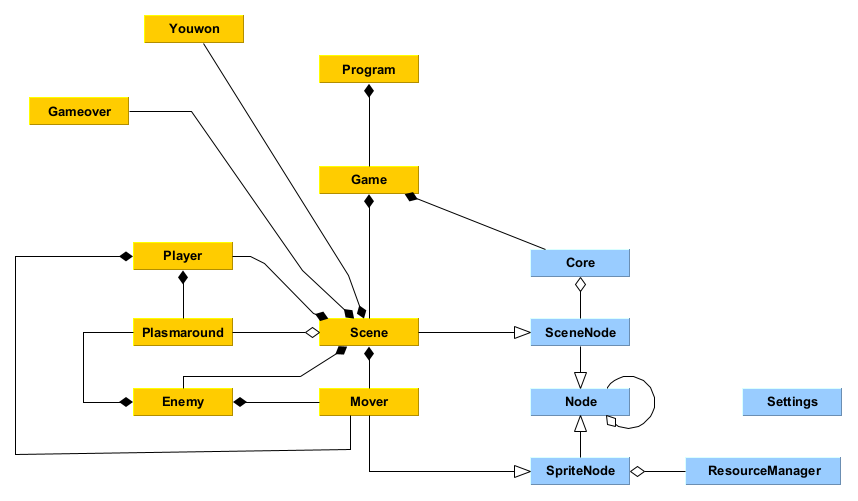 Youwon
Program
Gameover
Game
Player
Core
Plasmaround
Scene
SceneNode
Enemy
Mover
Node
Settings
SpriteNode
ResourceManager